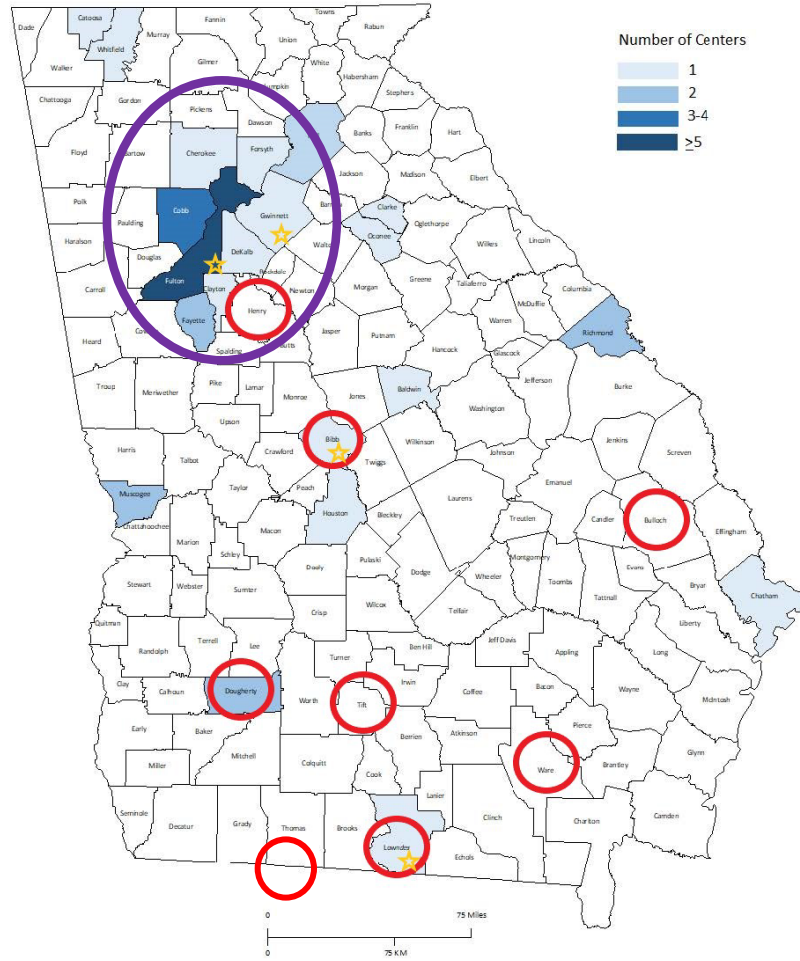 Towns
Catoosa
Fannin
Rabun
Dade
Murray
Union
Whitfield
White
Gilmer
Walker
Habersham
Stephers
Chattooga
Gordon
Pickens
Dawson
Banks
Franklin
Hart
Floyd
Cherokee
Forsyth
Jackson
Madison
Elbert
Polk
Cobb
Clarke
Paulding
Gwinnett
Oglethorpe
Oconee
Haralson
Wilkes
Lincoln
DeKalb
Douglas
Greene
Taliaferro
Columbia
Fulton
Clayton
Newton
Morgan
McDuffie
Carroll
Henry
Warren
Fayette
Richmond
Jasper
Putnam
Heard
Spalding
Hancock
Glascock
Troup
Pike
Lamar
Jones
Baldwin
Jefferson
Burke
Meriwether
Monroe
Washington
Upson
Bibb
Wilkinson
Jenkins
Harris
Crawford
Johnson
Screven
Talbot
Twiggs
Emanuel
Muscogee
Taylor
Peach
Laurens
Houston
Bleckley
Treutlen
Candler
Bulloch
Chattahoochee
Macon
Effingham
Marion
Schley
Dooly
Pulaski
Montgomery
Evans
Stewart
Webster
Sumter
Dodge
Wheeler
Toombs
Tattnall
Bryar
Chatham
Wilcox
Crisp
Telfair
Quitman
Liberty
Randolph
Terrell
Lee
Turner
Ben Hill
Jeff Davis
Appling
Long
Clay
Calhoun
Dougherty
Worth
Tift
Irwin
Coffee
Bacon
Wayne
McIntosh
Early
Baker
Berrien
Atkinson
Pierce
Mitchell
Colquitt
Glynn
Miller
Cook
Ware
Brantley
Lanier
Seminole
Grady
Thomas
Brooks
Clinch
Charlton
Camden
Decatur
Lowndes
Echols
Number of Centers
1
2
3-4
≥5
0
75 Miles
0
75 KM